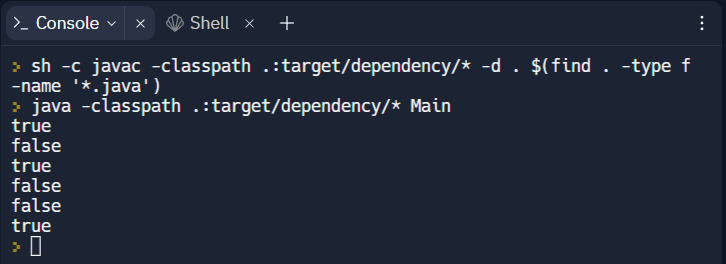 >_ Console
Shell
> sh -c javac -classpath .:target/dependency/* -d . $(find . -type f
-name '*.java')
> java -classpath .:target/dependency/* Main
true
false
true
false
false
true
>